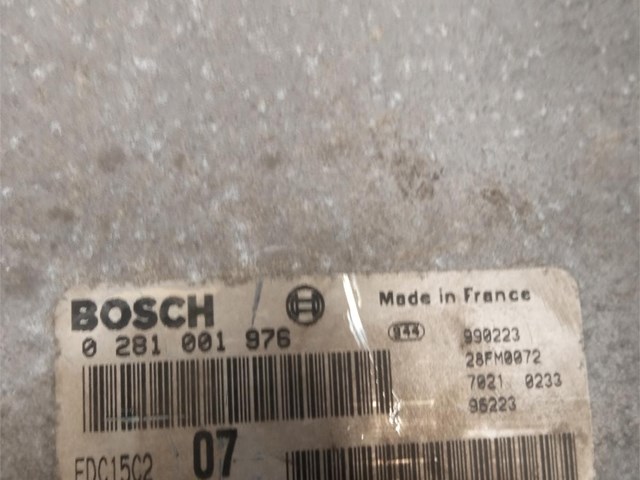 BOSCH
Made in France
0 281 001 976
944
990223
28FM0072
7021 0233
96223
EDC15C2 07